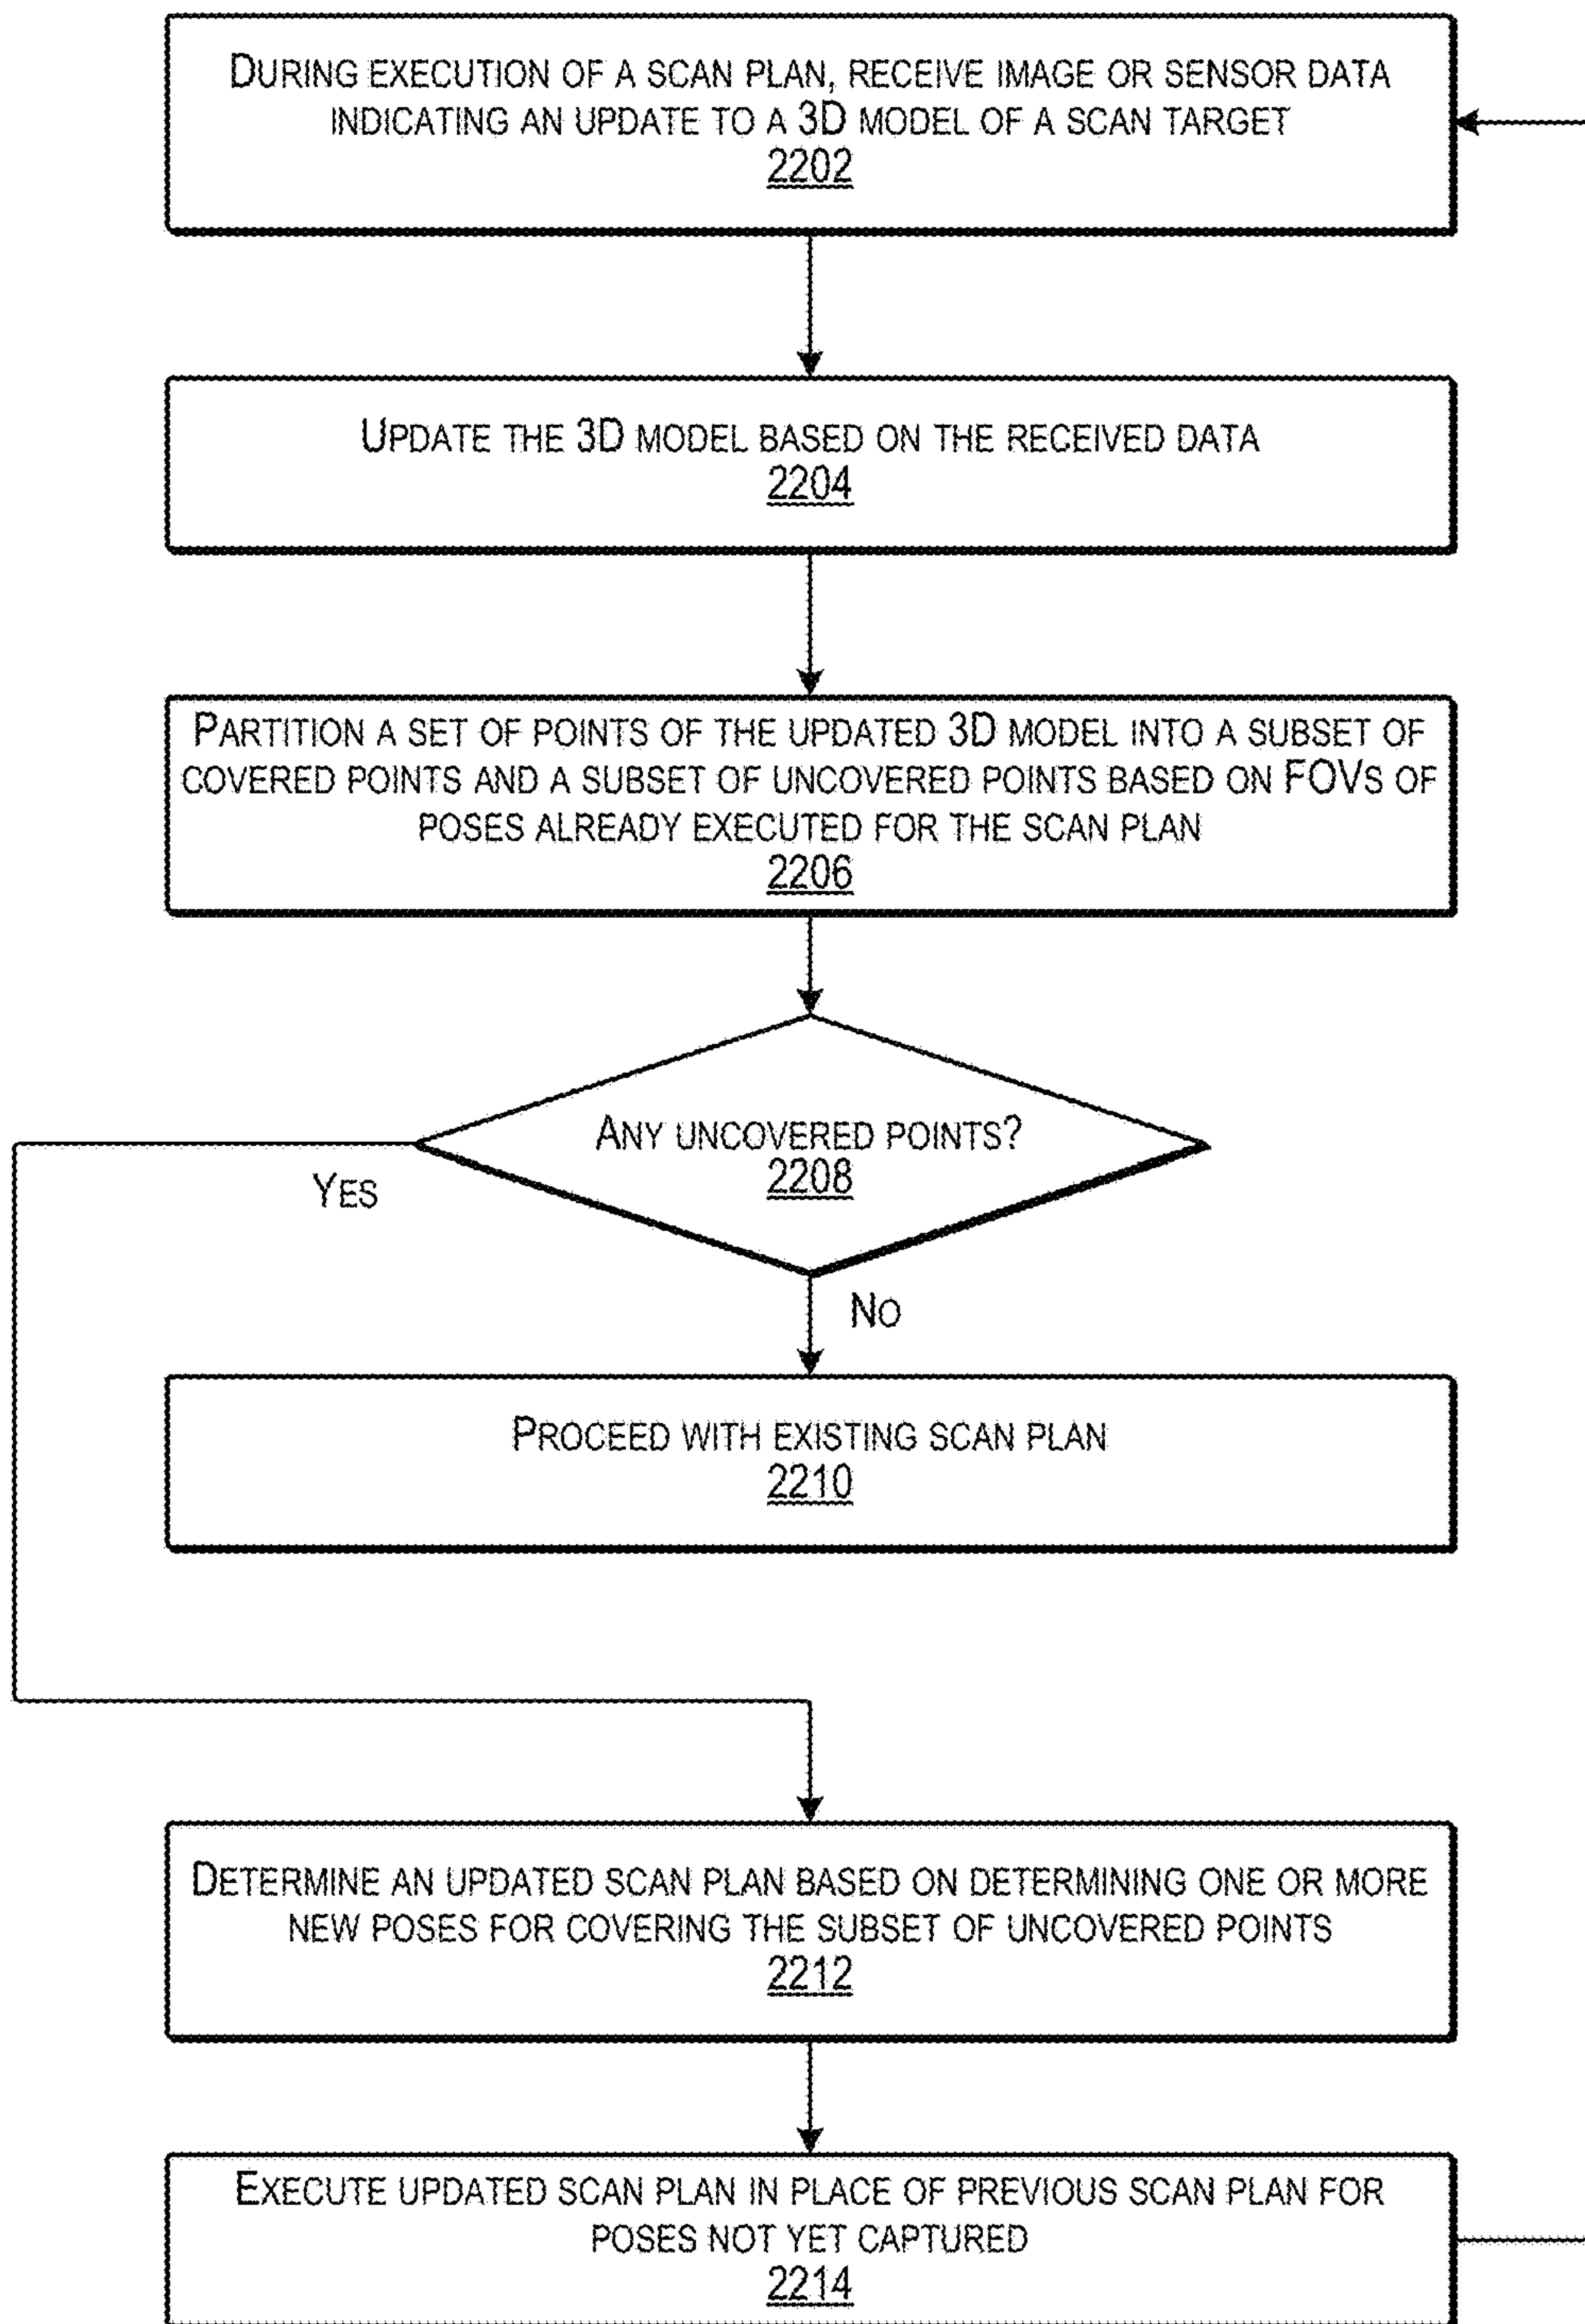 DURING EXECUTION OF A SCAN PLAN, RECEIVE IMAGE OR SENSOR DATA
INDICATING AN UPDATE TO A 3D MODEL OF A SCAN TARGET
2202
UPDATE THE 3D MODEL BASED ON THE RECEIVED DATA
2204
PARTITION A SET OF POINTS OF THE UPDATED 3D MODEL INTO A SUBSET OF
COVERED POINTS AND A SUBSET OF UNCOVERED POINTS BASED ON FOVS OF
POSES ALREADY EXECUTED FOR THE SCAN PLAN
2206
ANY UNCOVERED POINTS?
2208
YES
NO
PROCEED WITH EXISTING SCAN PLAN
2210
DETERMINE AN UPDATED SCAN PLAN BASED ON DETERMINING ONE OR MORE
NEW POSES FOR COVERING THE SUBSET OF UNCOVERED POINTS
2212
EXECUTE UPDATED SCAN PLAN IN PLACE OF PREVIOUS SCAN PLAN FOR
POSES NOT YET CAPTURED
2214